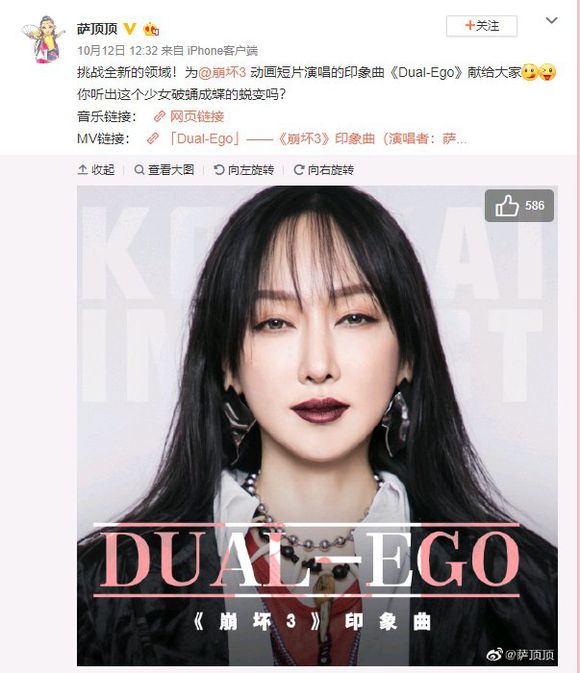 萨顶顶
+关注
10月12日 12:32 来自 iPhone客户端
挑战全新的领域！为@崩坏3 动画短片演唱的印象曲《Dual-Ego》献给大家
你听出这个少女破蛹成蝶的蜕变吗？
音乐链接： 网页链接
MV链接： 「Dual-Ego」——《崩坏3》印象曲（演唱者：萨...
收起 查看大图 向左旋转 向右旋转
586
DUAL-EGO
《崩坏3》印象曲
@萨顶顶